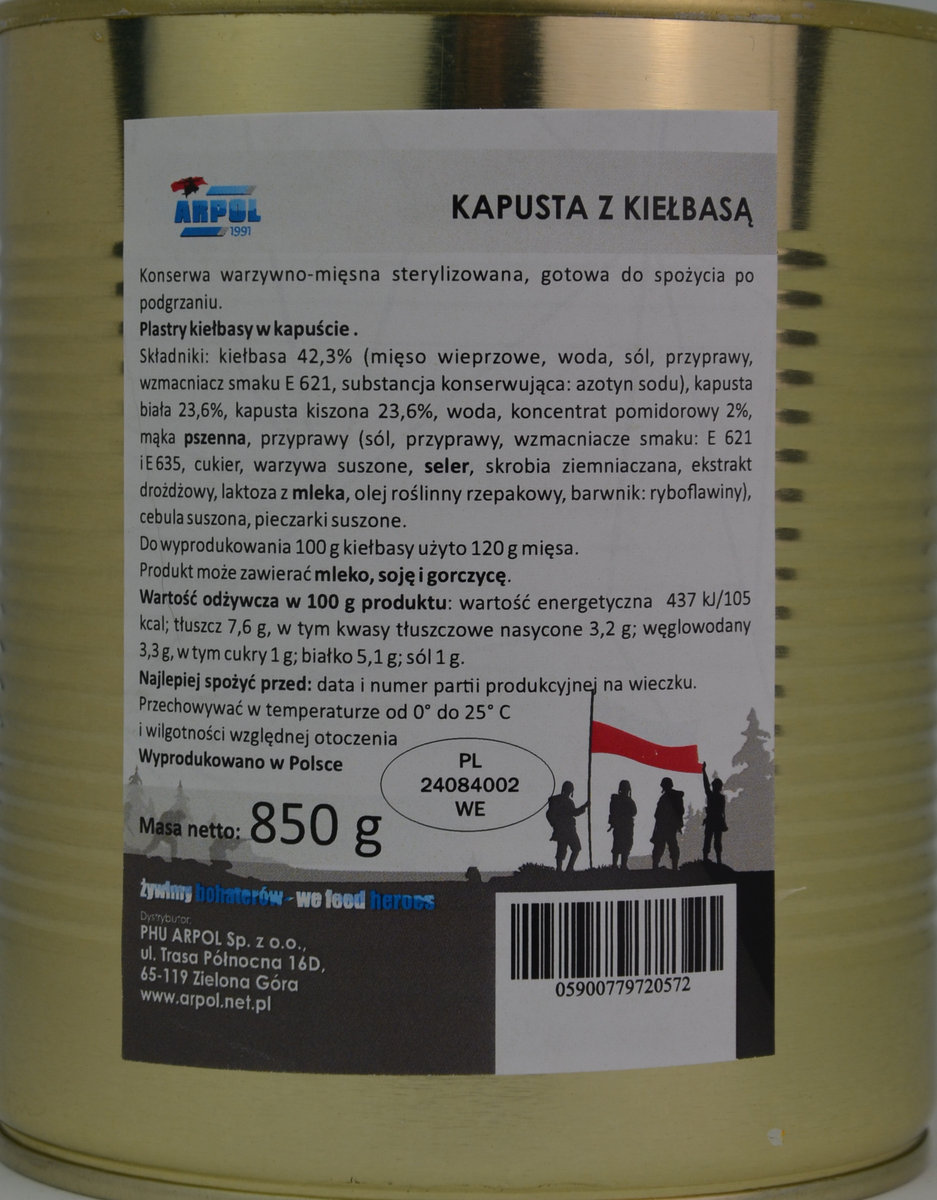 ARPOL
1991
KAPUSTA Z KIEŁBASĄ
Konserwa warzywno-mięsna sterylizowana, gotowa do spożycia po
podgrzaniu.
Plastry kiełbasy w kapuście .
Składniki: kiełbasa 42,3% (mięso wieprzowe, woda, sól, przyprawy,
wzmacniacz smaku E 621, substancja konserwująca: azotyn sodu), kapusta
biała 23,6%, kapusta kiszona 23,6%, woda, koncentrat pomidorowy 2%,
mąka pszenna, przyprawy (sól, przyprawy, wzmacniacze smaku: E 621
i E 635, cukier, warzywa suszone, seler, skrobia ziemniaczana, ekstrakt
drożdżowy, laktoza z mleka, olej roślinny rzepakowy, barwnik: ryboflawiny),
cebula suszona, pieczarki suszone.
Do wyprodukowania 100 g kiełbasy użyto 120 g mięsa.
Produkt może zawierać mleko, soję i gorczycę.
Wartość odżywcza w 100 g produktu: wartość energetyczna 437 kJ/105
kcal; tłuszcz 7,6 g, w tym kwasy tłuszczowe nasycone 3,2 g; węglowodany
3,3 g, w tym cukry 1 g; białko 5,1 g; sól 1 g.
Najlepiej spożyć przed: data i numer partii produkcyjnej na wieczku.
Przechowywać w temperaturze od 0° do 25° C
i wilgotności względnej otoczenia
Wyprodukowano w Polsce
PL
24084002
WE
Masa netto: 850 g
żywimy bohaterów - we feed heroes
Dystrybutor:
PHU ARPOL Sp. z o.o.,
ul. Trasa Północna 16D,
65-119 Zielona Góra
www.arpol.net.pl
05900779720572